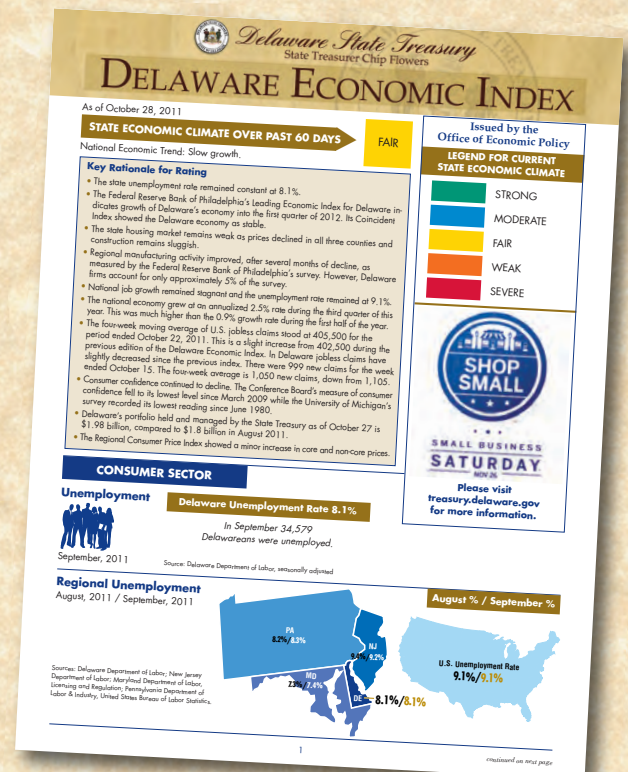 Delaware State Treasury
State Treasurer Chip Flowers
DELAWARE ECONOMIC INDEX
As of October 28, 2011
STATE ECONOMIC CLIMATE OVER PAST 60 DAYS
FAIR
National Economic Trend: Slow growth.
Key Rationale for Rating
• The state unemployment rate remained constant at 8.1%.
• The Federal Reserve Bank of Philadelphia's Leading Economic Index for Delaware in-
dicates growth of Delaware's economy into the first quarter of 2012. Its Coincident
Index showed the Delaware economy as stable.
• The state housing market remains weak as prices declined in all three counties and
construction remains sluggish.
• Regional manufacturing activity improved, after several months of decline, as
measured by the Federal Reserve Bank of Philadelphia's survey. However, Delaware
firms account for only approximately 5% of the survey.
• National job growth remained stagnant and the unemployment rate remained at 9.1%.
• The national economy grew at an annualized 2.5% rate during the third quarter of this
year. This was much higher than the 0.9% growth rate during the first half of the year.
• The four-week moving average of U.S. jobless claims stood at 405,500 for the
period ended October 22, 2011. This is a slight increase from 402,500 during the
previous edition of the Delaware Economic Index. In Delaware jobless claims have
slightly decreased since the previous index. There were 999 new claims for the week
ended October 15. The four-week average is 1,050 new claims, down from 1,105.
• Consumer confidence continued to decline. The Conference Board's measure of consumer
confidence fell to its lowest level since March 2009 while the University of Michigan's
survey recorded its lowest reading since June 1980.
• Delaware's portfolio held and managed by the State Treasury as of October 27 is
$1.98 billion, compared to $1.8 billion in August 2011.
• The Regional Consumer Price Index showed a minor increase in core and non-core prices.
Issued by the
Office of Economic Policy
LEGEND FOR CURRENT
STATE ECONOMIC CLIMATE
STRONG
MODERATE
FAIR
WEAK
SEVERE
SHOP
SMALL
SMALL BUSINESS
SATURDAY
NOV 26
Please visit
treasury.delaware.gov
for more information.
CONSUMER SECTOR
Unemployment
September, 2011
Delaware Unemployment Rate 8.1%
In September 34,579
Delawareans were unemployed.
Source: Delaware Department of Labor, seasonally adjusted
Regional Unemployment
August, 2011 / September, 2011
August % / September %
PA
8.2%/8.3%
NJ
9.4%/9.2%
MD
7.3%/7.4%
DE
8.1%/8.1%
U.S. Unemployment Rate
9.1%/9.1%
Sources: Delaware Department of Labor; New Jersey
Department of Labor; Maryland Department of Labor,
Licensing and Regulation; Pennsylvania Department of
Labor & Industry, United States Bureau of Labor Statistics.
1
continued on next page